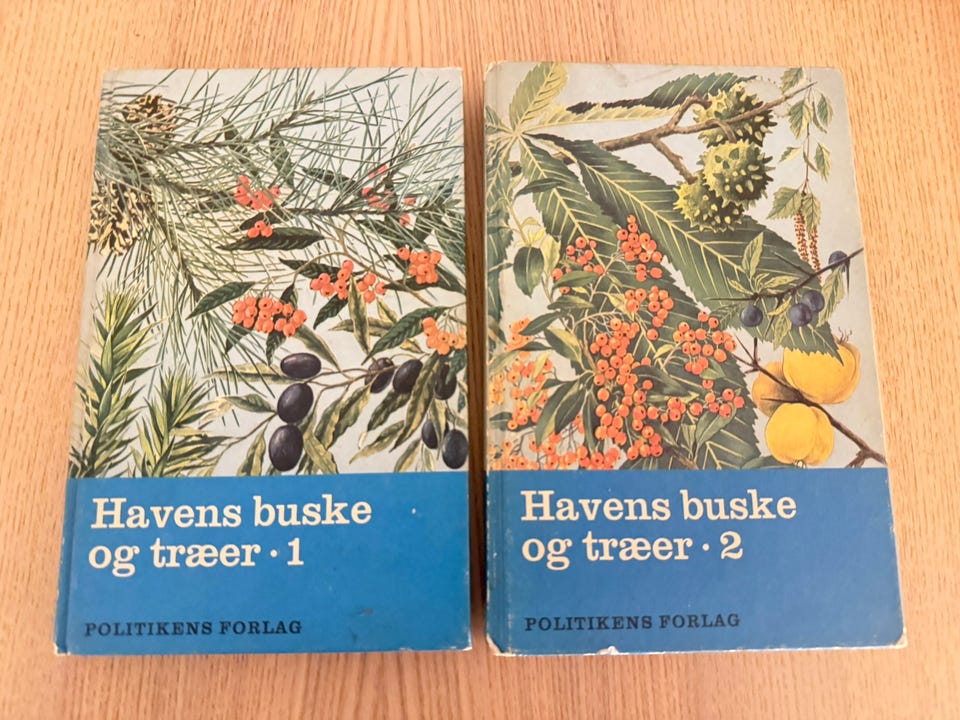 Havens buske
og træer · 1
POLITIKENS FORLAG
Havens buske
og træer · 2
POLITIKENS FORLAG